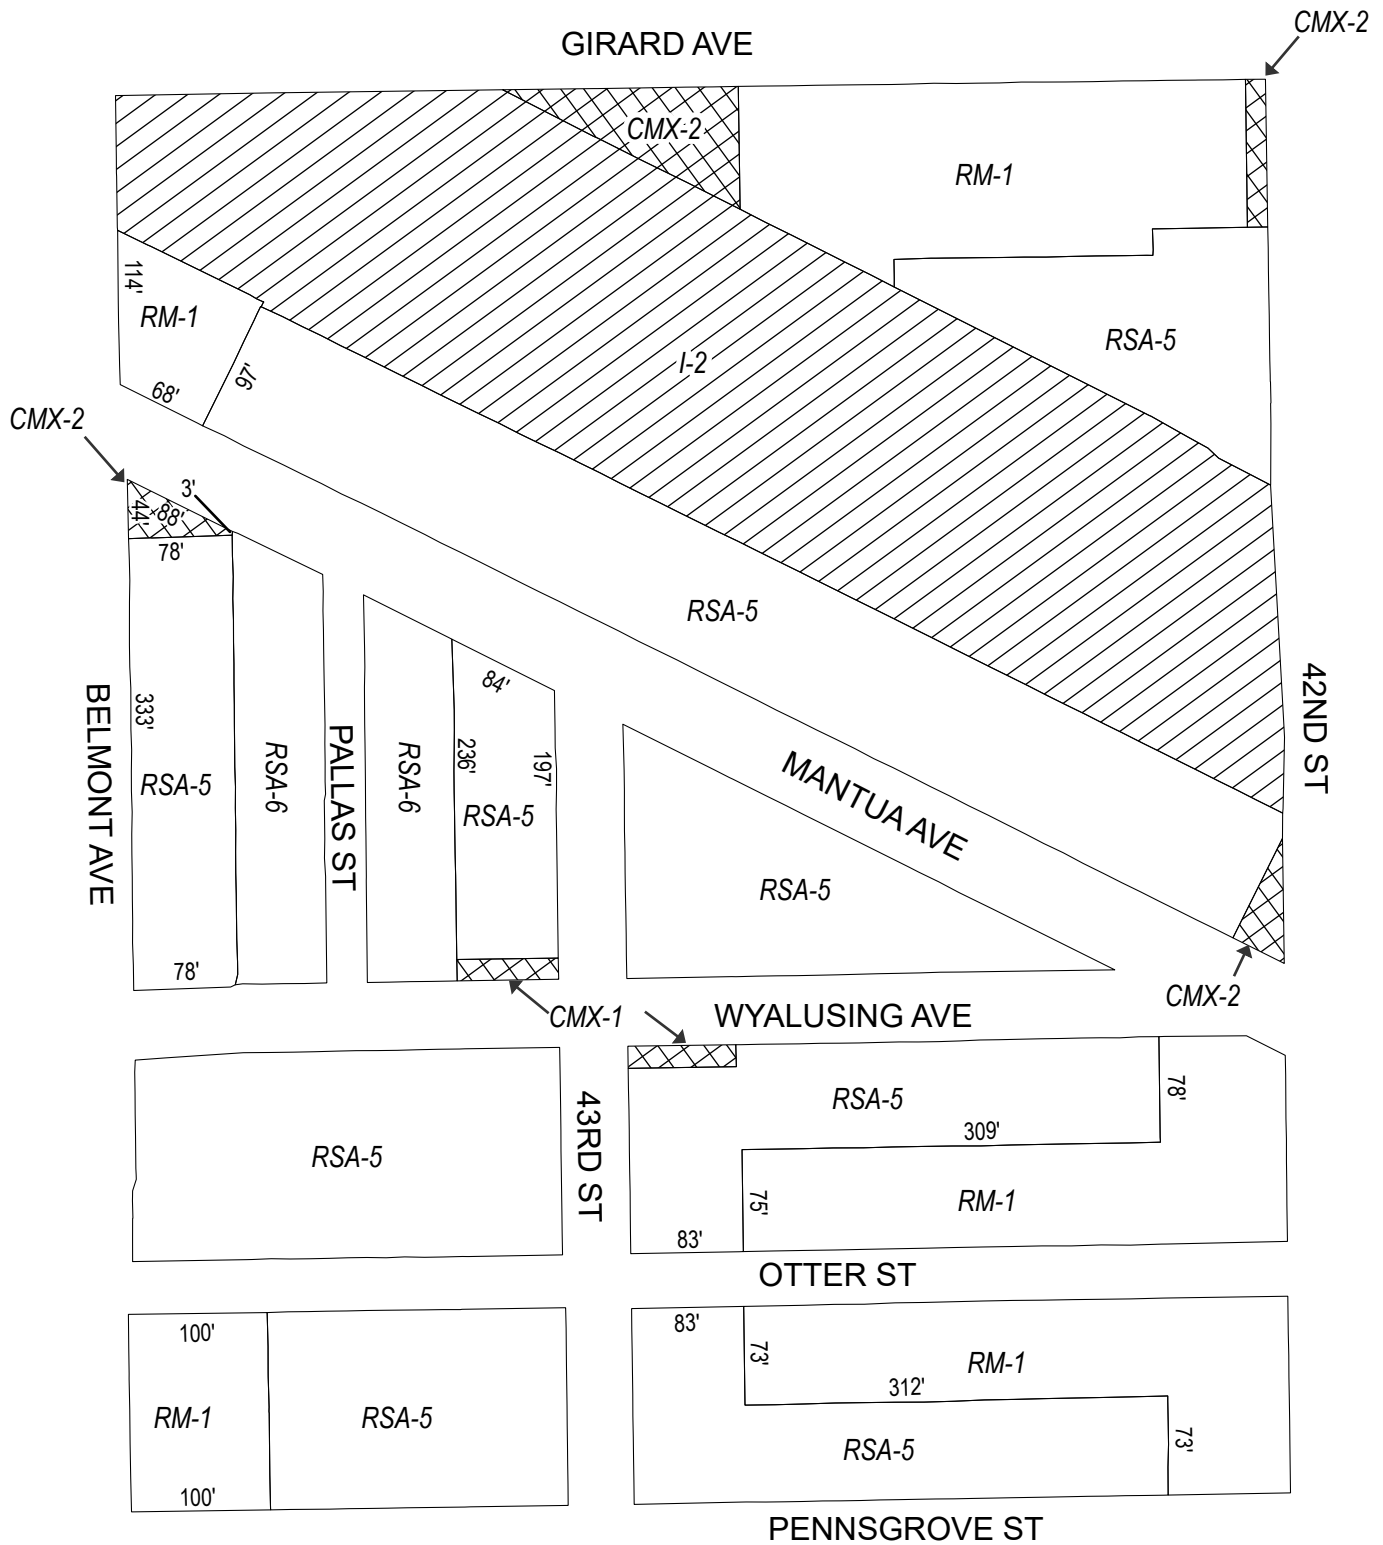 CMX-2
GIRARD AVE
CMX-2
RM-1
114'
RM-1
I-2
RSA-5
97'
68'
CMX-2
3'
44'
88'
78'
RSA-5
84'
333'
RSA-5
BELMONT AVE
RSA-6
PALLAS ST
RSA-6
236'
197'
RSA-5
MANTUA AVE
42ND ST
RSA-5
78'
CMX-2
CMX-1
WYALUSING AVE
RSA-5
78'
309'
43RD ST
RSA-5
75'
RM-1
83'
OTTER ST
100'
83'
73'
RM-1
312'
RM-1
RSA-5
RSA-5
73'
100'
PENNSGROVE ST